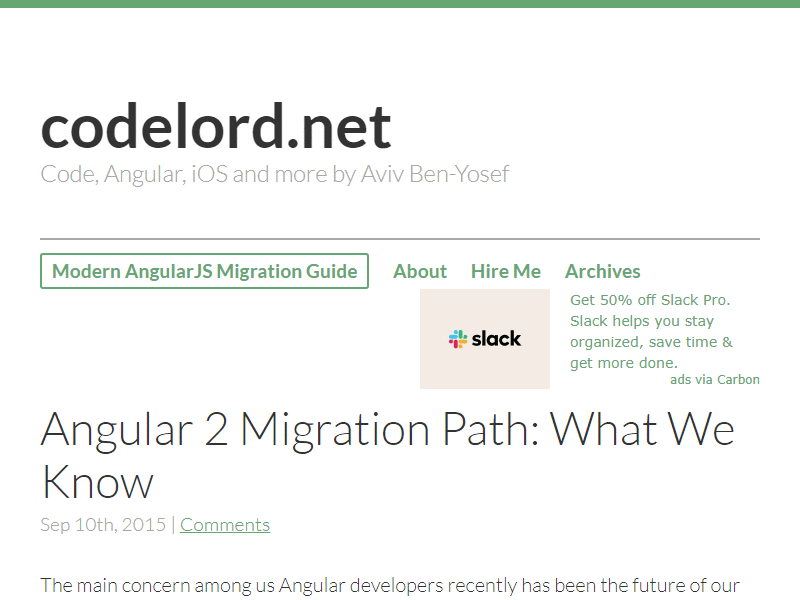 codelord.net
Code, Angular, iOS and more by Aviv Ben-Yosef
Modern AngularJS Migration Guide About Hire Me Archives
slack
Get 50% off Slack Pro.
Slack helps you stay
organized, save time &
get more done.
ads via Carbon
Angular 2 Migration Path: What We
Know
Sep 10th, 2015 | Comments
The main concern among us Angular developers recently has been the future of our